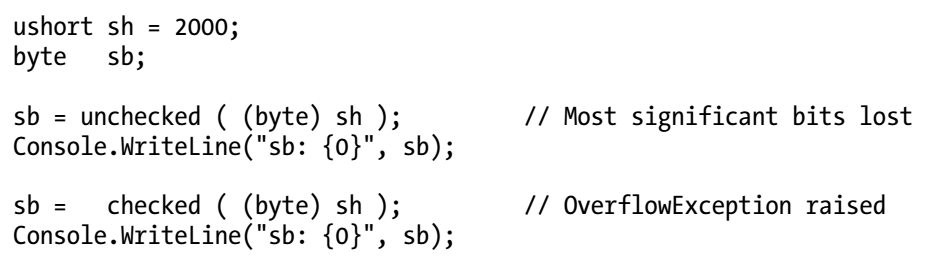 ushort sh = 2000;
byte   sb;

sb = unchecked ( (byte) sh );          // Most significant bits lost
Console.WriteLine("sb: {0}", sb);

sb =   checked ( (byte) sh );          // OverflowException raised
Console.WriteLine("sb: {0}", sb);